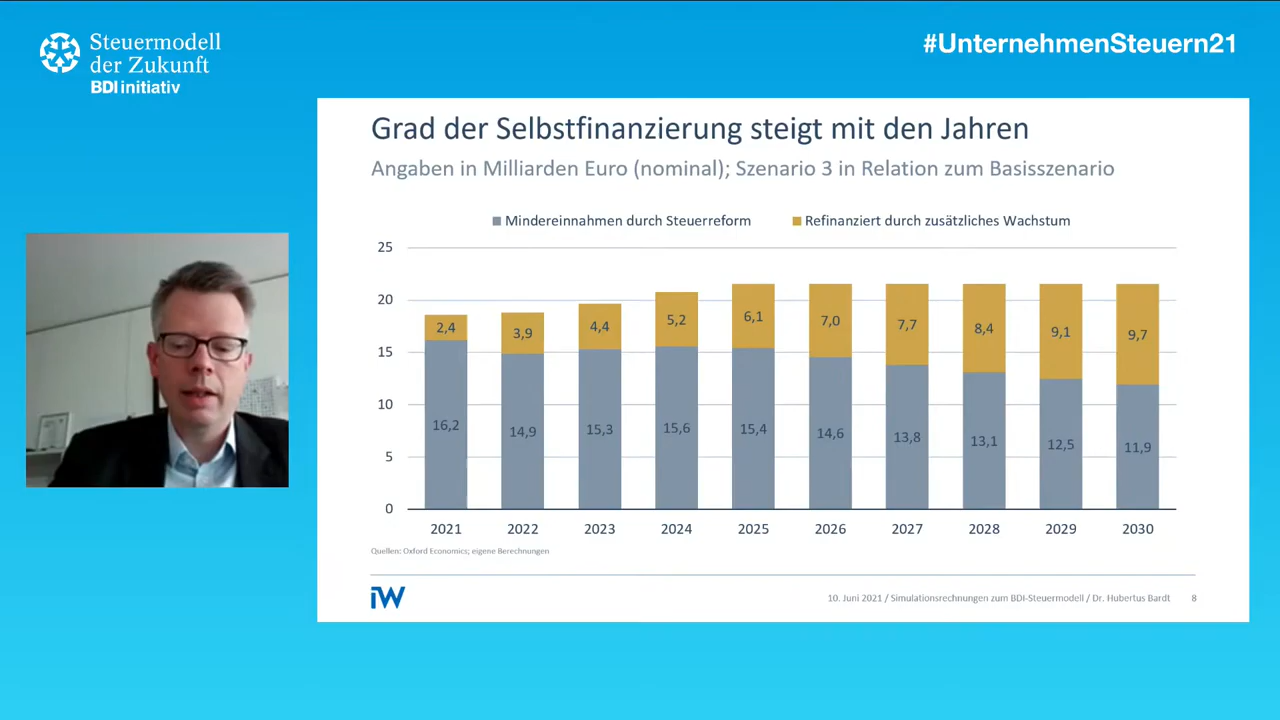 Steuermodell
der Zukunft
BDI initiativ
#UnternehmenSteuern21
Grad der Selbstfinanzierung steigt mit den Jahren
Angaben in Milliarden Euro (nominal); Szenario 3 in Relation zum Basisszenario
Mindereinnahmen durch Steuerreform Refinanziert durch zusätzliches Wachstum
25
20
15
10
5
0
2,4 3,9 4,4 5,2 6,1 7,0 7,7 8,4 9,1 9,7
16,2 14,9 15,3 15,6 15,4 14,6 13,8 13,1 12,5 11,9
2021 2022 2023 2024 2025 2026 2027 2028 2029 2030
Quellen: Oxford Economics; eigene Berechnungen
iW
10. Juni 2021 / Simulationsrechnungen zum BDI-Steuermodell / Dr. Hubertus Bardt 8